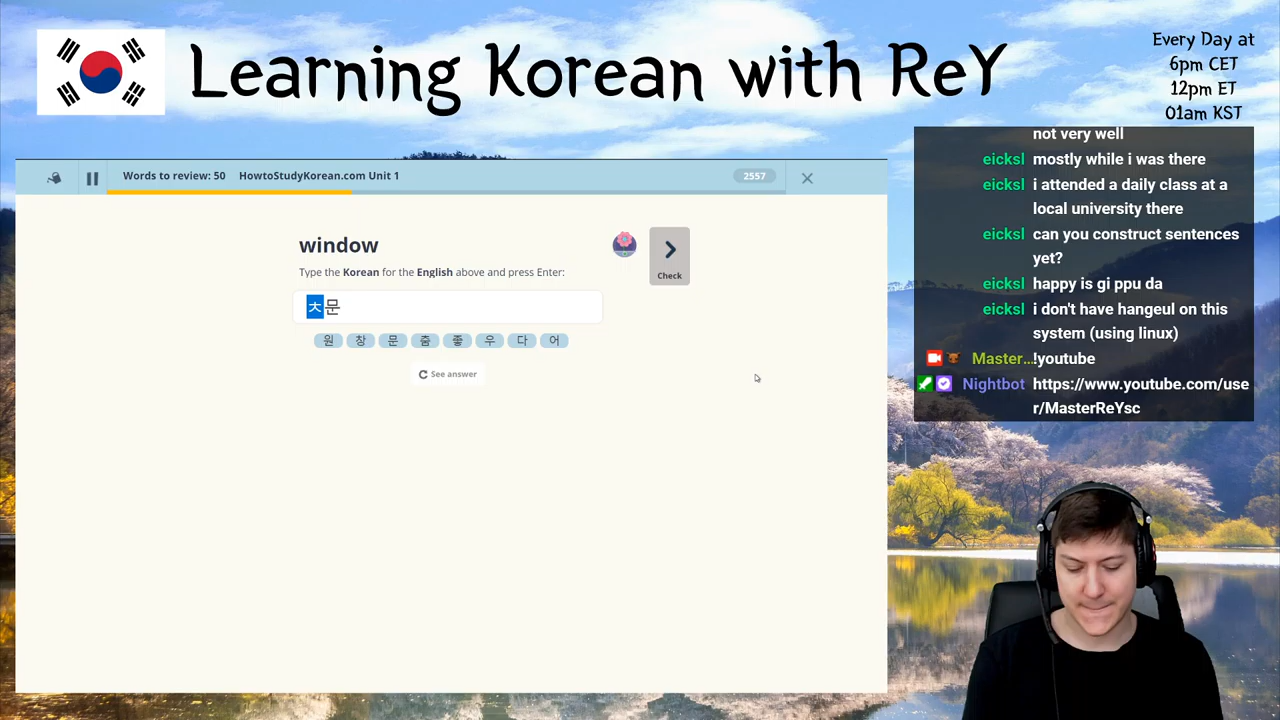 Learning Korean with ReY
Every Day at
6pm CET
12pm ET
01am KST
Words to review: 50 HowtoStudyKorean.com Unit 1
2557
window
Type the Korean for the English above and press Enter:
ㅊ문
원 창 문 춤 좋 우 다 어
See answer
Check
not very well
eicksl mostly while i was there
eicksl i attended a daily class at a
local university there
eicksl can you construct sentences
yet?
eicksl happy is gi ppu da
eicksl i don't have hangeul on this
system (using linux)
Master...!youtube
Nightbot https://www.youtube.com/use
r/MasterReYsc